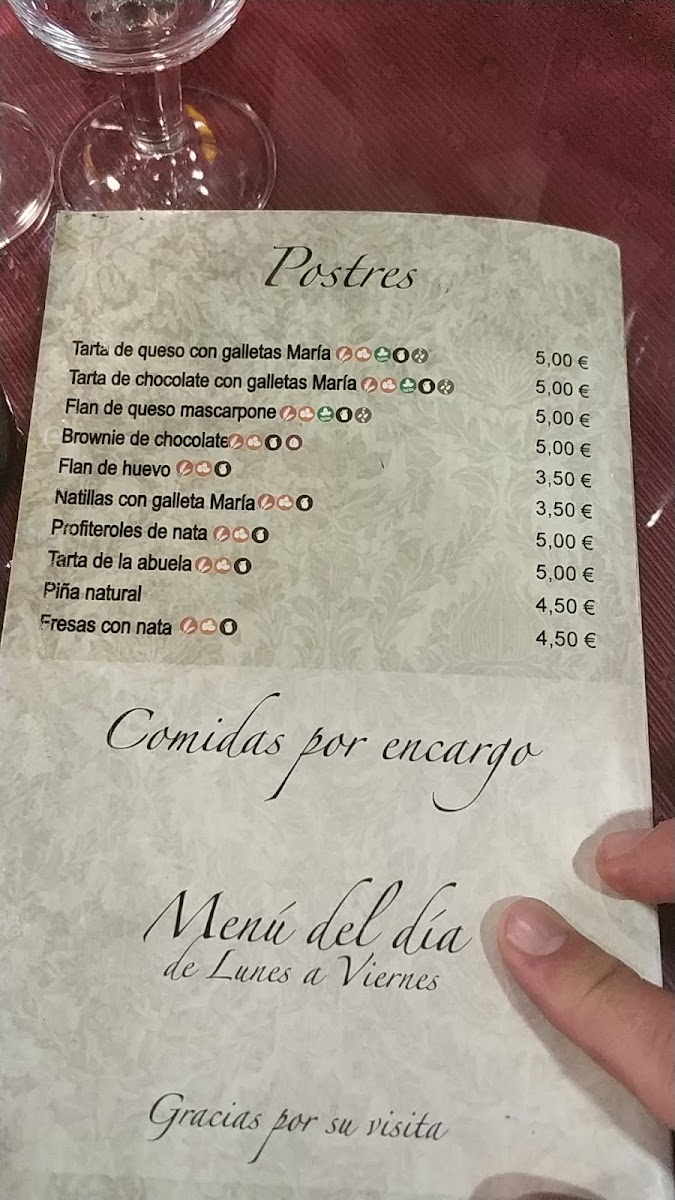 Postres
Tarta de queso con galletas María 5,00 €
Tarta de chocolate con galletas María 5,00 €
Flan de queso mascarpone 5,00 €
Brownie de chocolate 5,00 €
Flan de huevo 3,50 €
Natillas con galleta María 3,50 €
Profiteroles de nata 5,00 €
Tarta de la abuela 5,00 €
Piña natural 4,50 €
Fresas con nata 4,50 €
Comidas por encargo
Menú del día
de Lunes a Viernes
Gracias por su visita